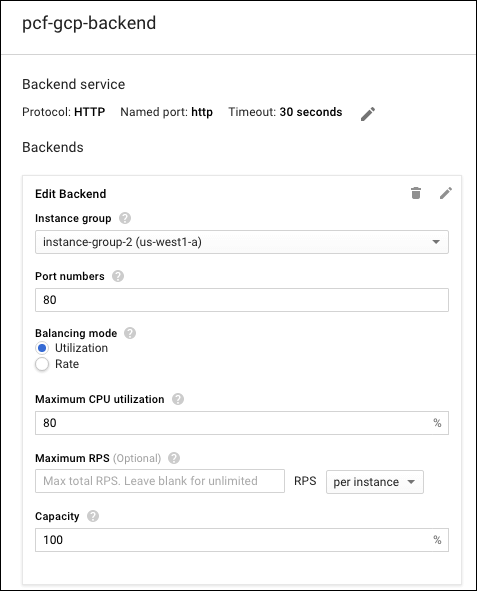 pcf-gcp-backend
Backend service
Protocol: HTTP Named port: http Timeout: 30 seconds
Backends
Edit Backend
Instance group ?
instance-group-2 (us-west1-a)
Port numbers ?
80
Balancing mode ?
Utilization
Rate
Maximum CPU utilization ?
80 %
Maximum RPS (Optional) ?
Max total RPS. Leave blank for unlimited RPS per instance
Capacity ?
100 %